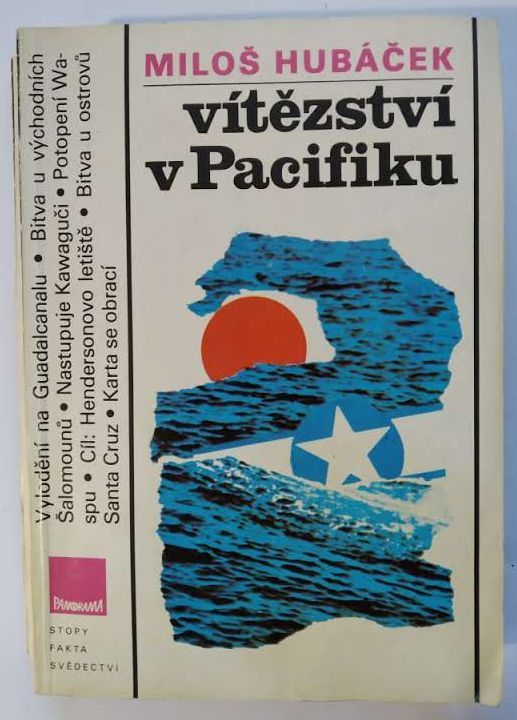 MILOŠ HUBÁČEK
vítězství
v Pacifiku
Vylodění na Guadalcanalu • Bitva u východních
Šalomounů • Nastupuje Kawaguči • Potopení Wa-
spu • Cíl: Hendersonovo letiště • Bitva u ostrovů
Santa Cruz • Karta se obrací
PANORAMA
STOPY
FAKTA
SVĚDECTVÍ